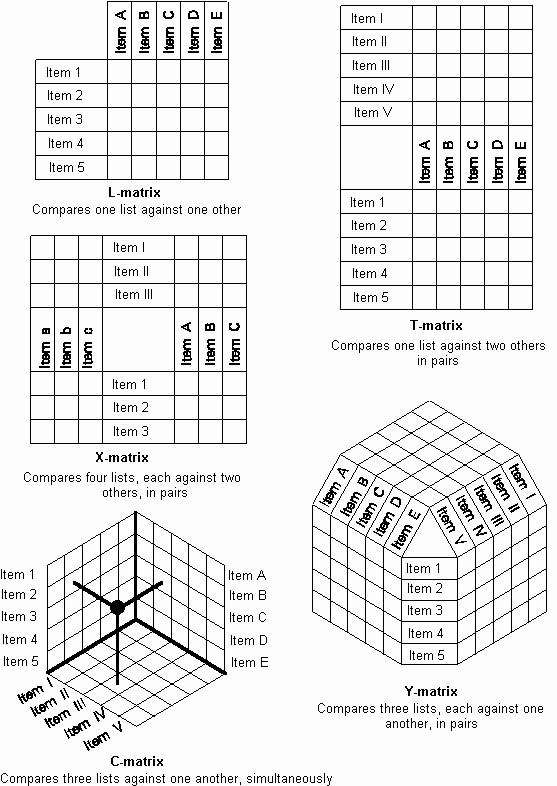 Item A
Item B
Item C
Item D
Item E
Item 1
Item 2
Item 3
Item 4
Item 5
L-matrix
Compares one list against one other
Item I
Item II
Item III
Item IV
Item V
Item A
Item B
Item C
Item D
Item E
Item 1
Item 2
Item 3
Item 4
Item 5
T-matrix
Compares one list against two others
in pairs
Item I
Item II
Item III
Item a
Item b
Item c
Item A
Item B
Item C
Item 1
Item 2
Item 3
X-matrix
Compares four lists, each against two
others, in pairs
Item A
Item B
Item C
Item D
Item E
Item V
Item IV
Item III
Item II
Item I
Item 1
Item 2
Item 3
Item 4
Item 5
Y-matrix
Compares three lists, each against one
another, in pairs
Item 1
Item 2
Item 3
Item 4
Item 5
Item A
Item B
Item C
Item D
Item E
Item I
Item II
Item III
Item IV
Item V
C-matrix
Compares three lists against one another, simultaneously